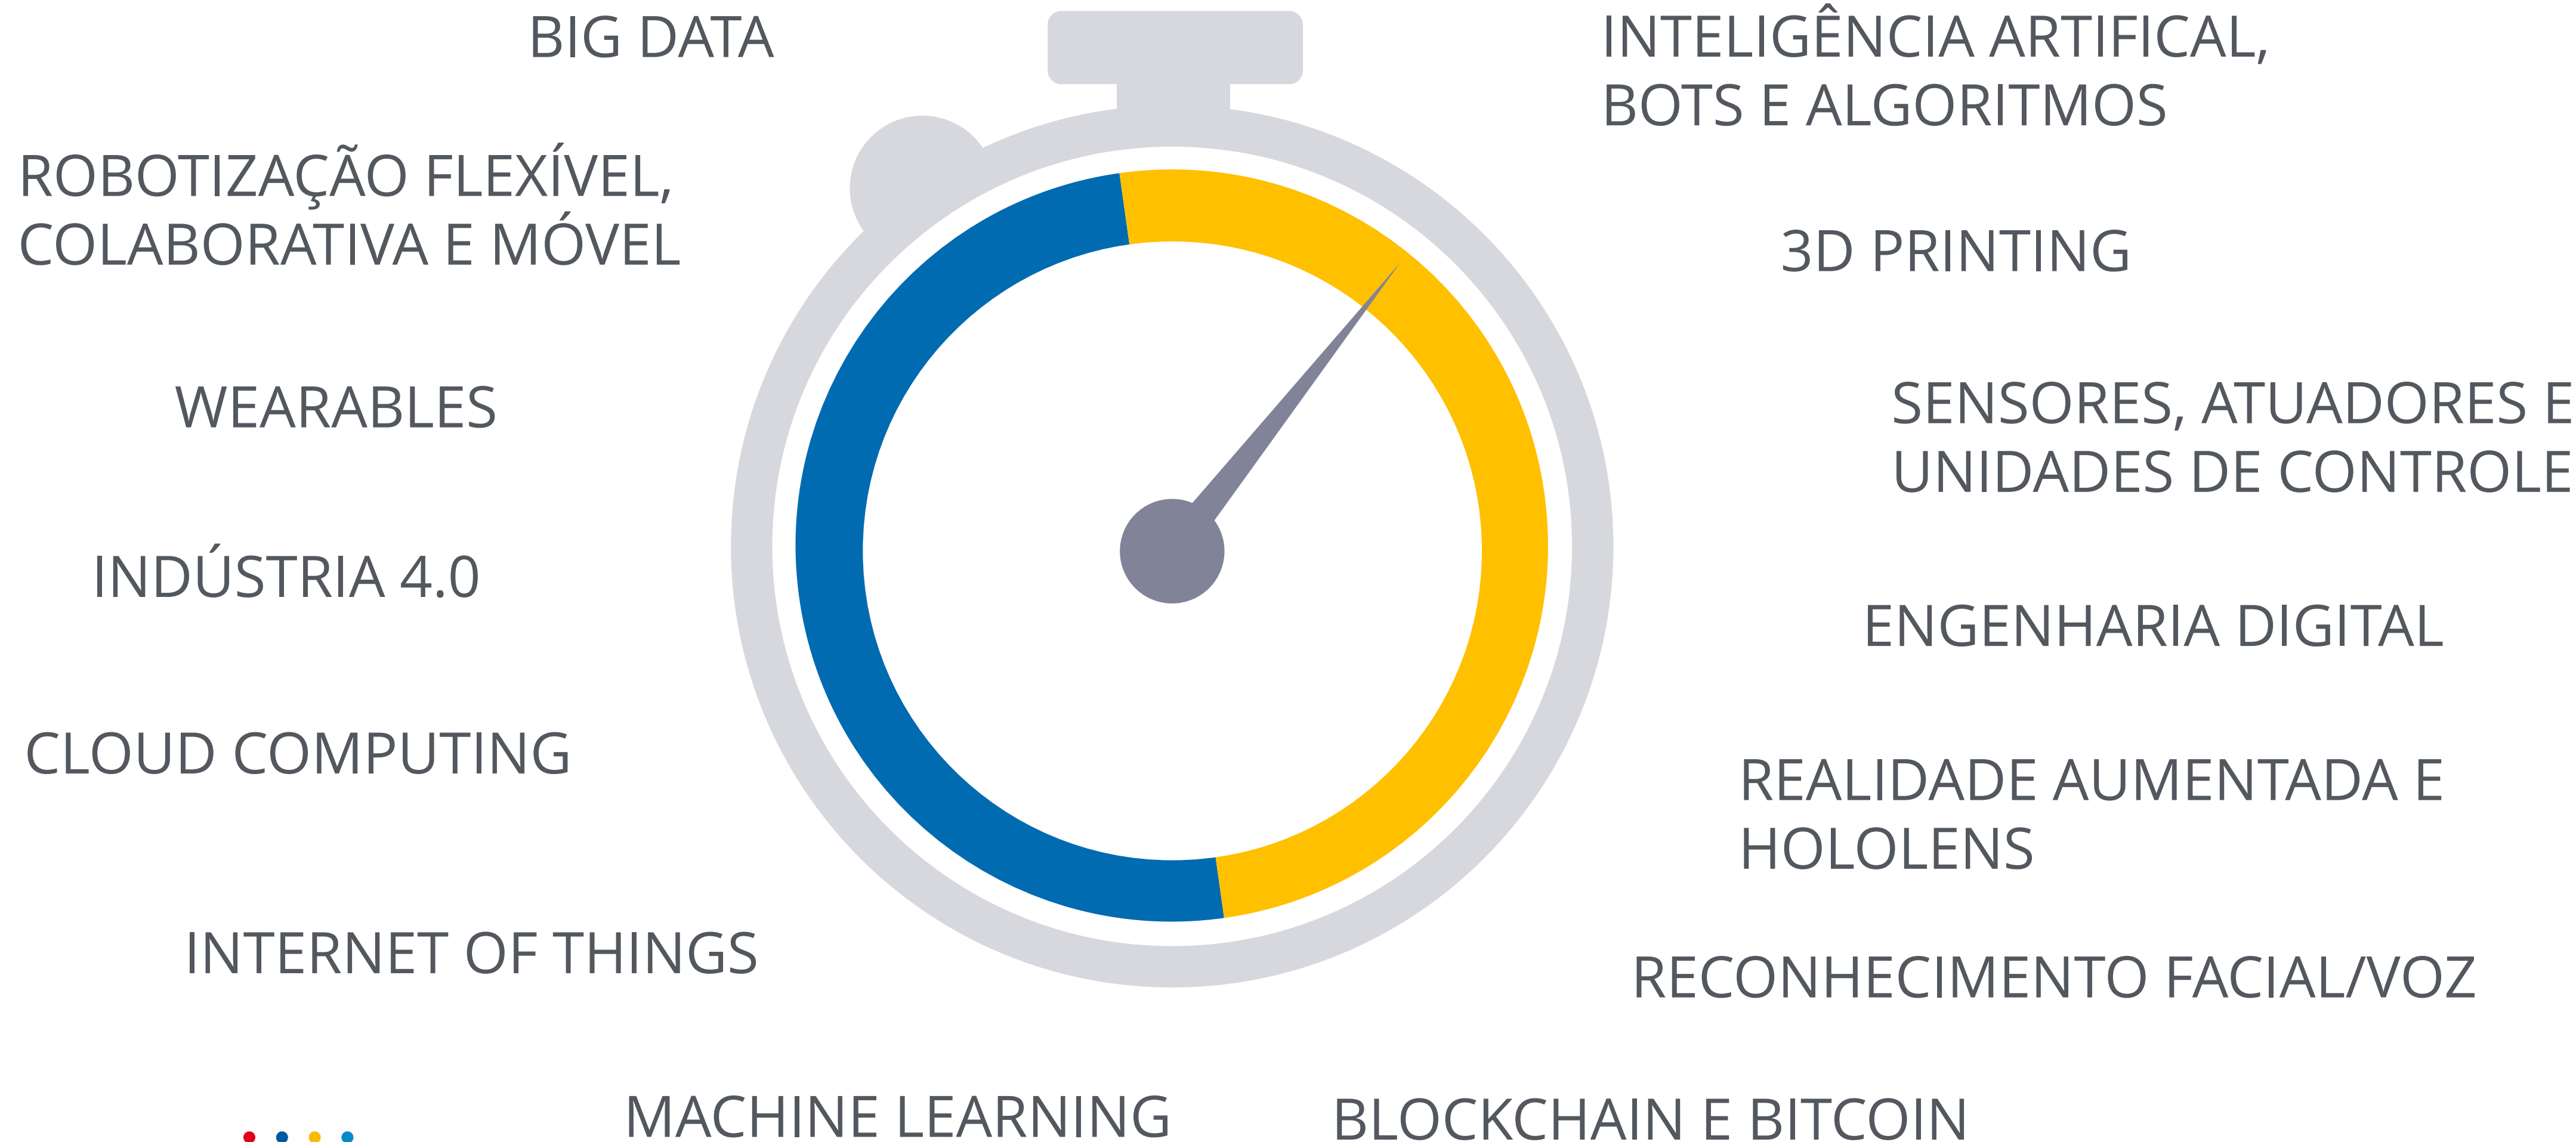 BIG DATA
ROBOTIZAÇÃO FLEXÍVEL,
COLABORATIVA E MÓVEL
WEARABLES
INDÚSTRIA 4.0
CLOUD COMPUTING
INTERNET OF THINGS
MACHINE LEARNING
INTELIGÊNCIA ARTIFICAL,
BOTS E ALGORITMOS
3D PRINTING
SENSORES, ATUADORES E
UNIDADES DE CONTROLE
ENGENHARIA DIGITAL
REALIDADE AUMENTADA E
HOLOLENS
RECONHECIMENTO FACIAL/VOZ
BLOCKCHAIN E BITCOIN